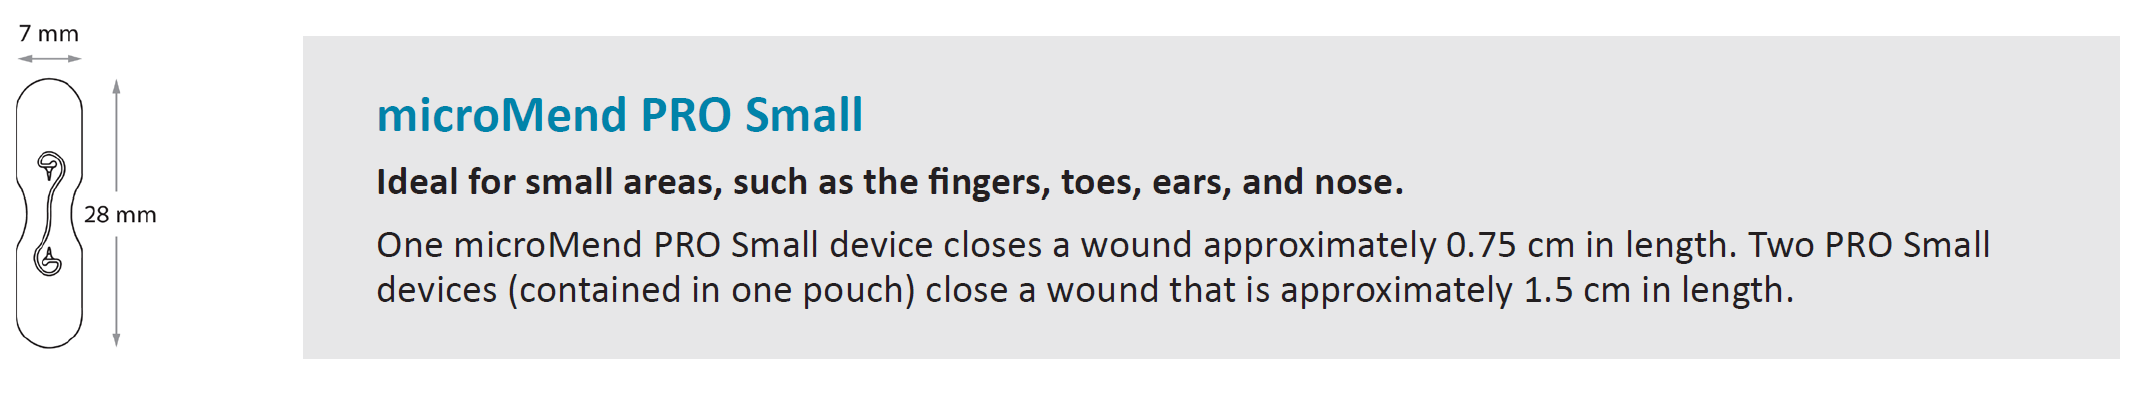 7 mm
28 mm
microMend PRO Small
Ideal for small areas, such as the fingers, toes, ears, and nose.
One microMend PRO Small device closes a wound approximately 0.75 cm in length. Two PRO Small
devices (contained in one pouch) close a wound that is approximately 1.5 cm in length.